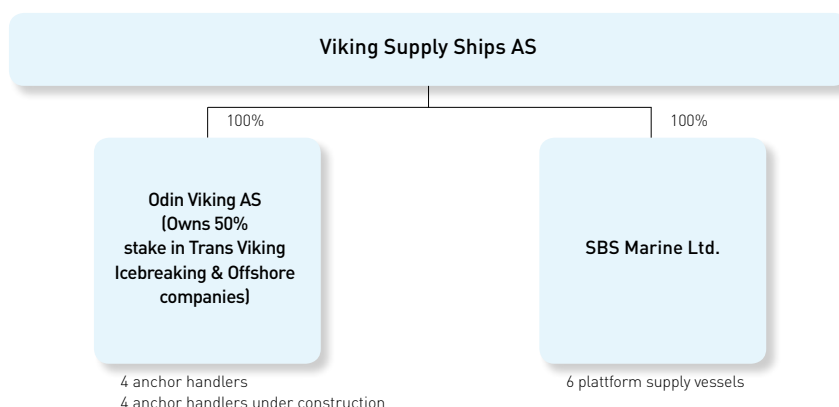 Viking Supply Ships AS
100%
100%
Odin Viking AS
(Owns 50%
stake in Trans Viking
Icebreaking & Offshore
companies)
SBS Marine Ltd.
4 anchor handlers
4 anchor handlers under construction
6 plattform supply vessels